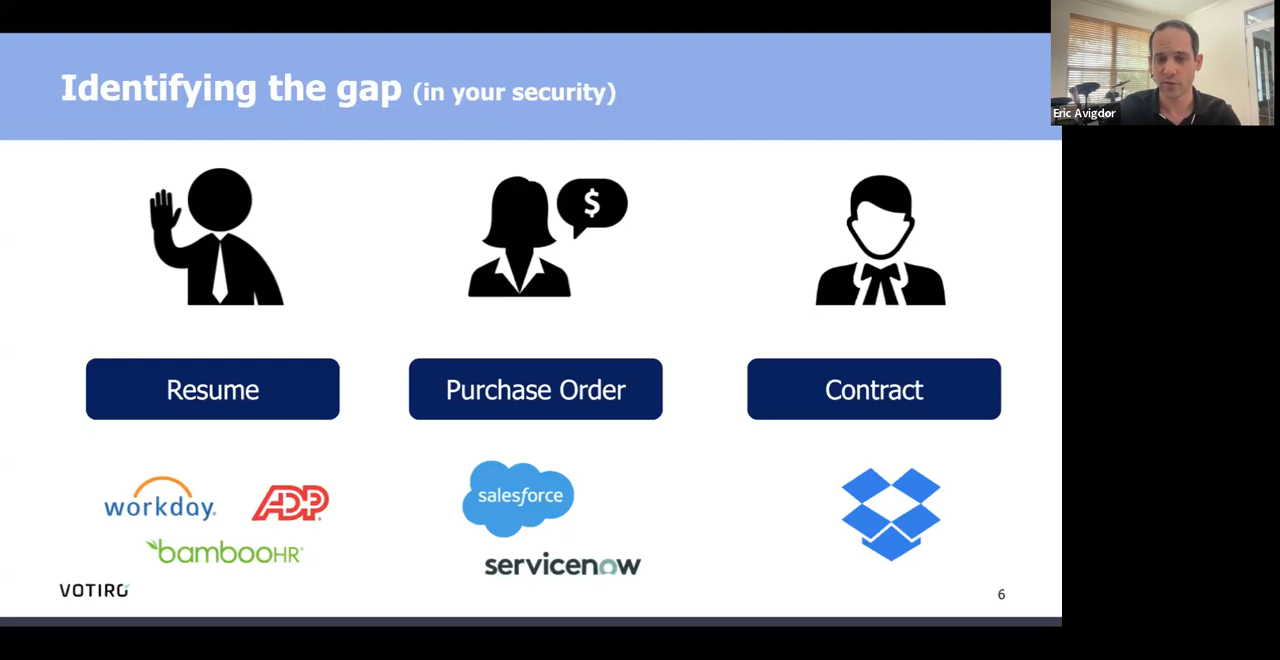 Identifying the gap (in your security)
Eric Avigdor
$
Resume
Purchase Order
Contract
workday.
ADP
bambooHR
salesforce
servicenow
VOTIRO
6